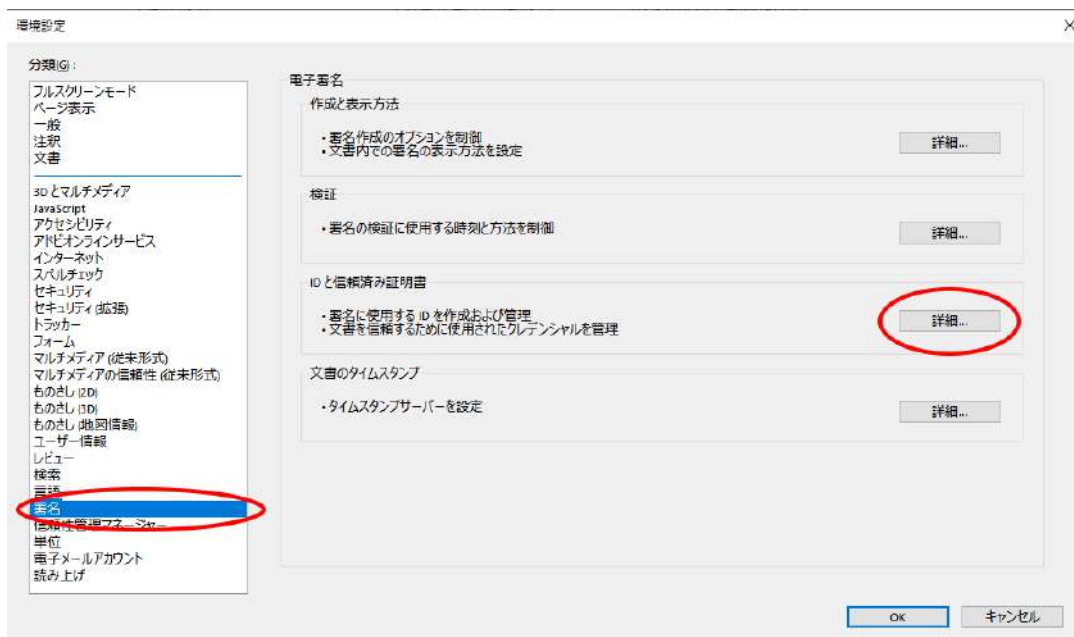 環境設定
分類(G):
フルスクリーンモード
ページ表示
一般
注釈
文書
3Dとマルチメディア
JavaScript
アクセシビリティ
アドビオンラインサービス
インターネット
スペルチェック
セキュリティ
セキュリティ (拡張)
トラッカー
フォーム
マルチメディア (従来形式)
マルチメディアの信頼性 (従来形式)
ものさし (2D)
ものさし (3D)
ものさし (地図情報)
ユーザー情報
レビュー
検索
言語
署名
信頼性管理マネージャー
単位
電子メールアカウント
読み上げ
電子署名
作成と表示方法
・署名作成のオプションを制御
・文書内での署名の表示方法を設定
詳細...
検証
・署名の検証に使用する時刻と方法を制御
詳細...
IDと信頼済み証明書
・署名に使用する ID を作成および管理
・文書を信頼するために使用されたクレデンシャルを管理
詳細...
文書のタイムスタンプ
・タイムスタンプサーバーを設定
詳細...
OK
キャンセル